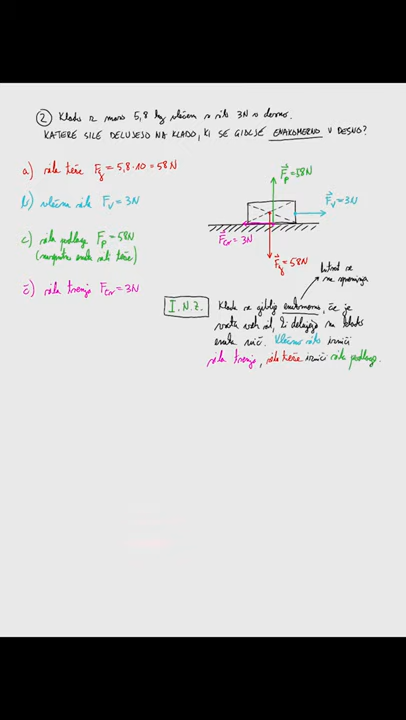 ② Klado z maso 5,8 kg vlečem s silo 3N v desno.
KATERE SILE DELUJEJO NA KLADO, KI SE GIBLJE ENAKOMERNO V DESNO?
a) sila teže Fg = 5,8·10 = 58N
b) vlečna sila Fv = 3N
c) sila podlage Fp = 58N
(nasprotno enaka sili teže)
č) sila trenja Ftr = 3N
Fp = 58N
Fv = 3N
Ftr = 3N
Fg = 58N
hitrost se
ne spreminja
I. N. Z.
Klada se giblje enakomerno, če je
vsota vseh sil, ki delujejo na klado
enaka nič. Vlečno silo izniči
sila trenja, silo teže izniči sila podlage.